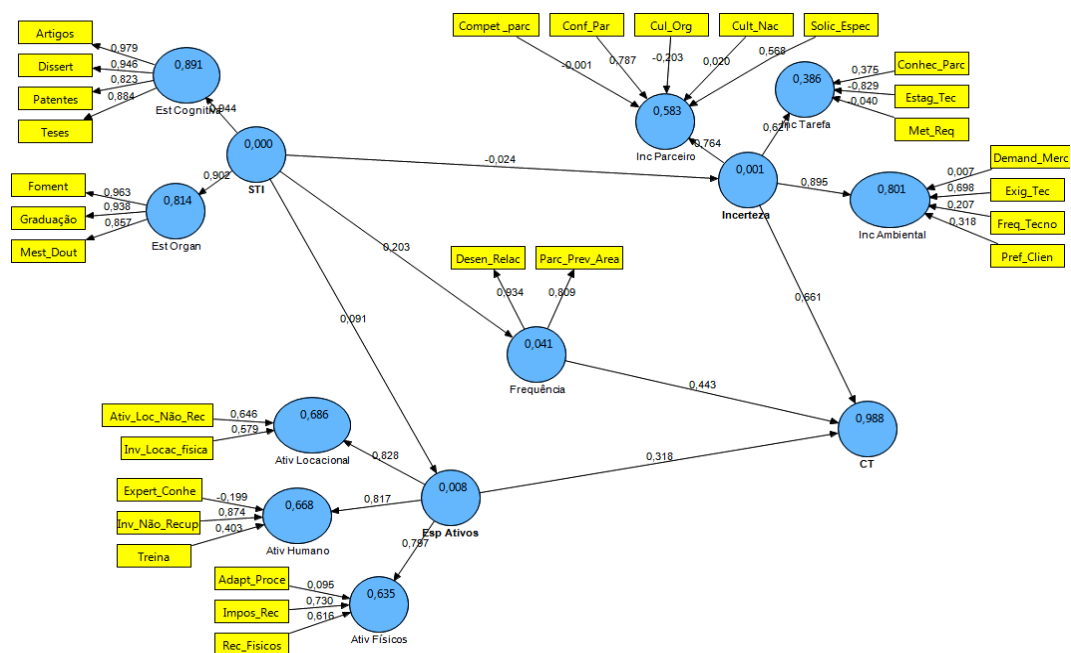 Artigos
Dissert
Patentes
Teses
0,979
0,946
0,823
0,884
0,891
Est Cognitiva
0,944
Foment
Graduação
Mest_Dout
0,963
0,938
0,857
0,814
Est Organ
0,902
0,000
STI
-0,024
0,203
0,091
Compet _parc
Conf_Par
Cul_Org
Cult_Nac
Solic_Espec
-0,001
0,787
-0,203
0,020
0,568
0,583
Inc Parceiro
0,764
0,386
Inc Tarefa
0,621
Conhec_Parc
Estag_Tec
Met_Req
0,375
-0,829
-0,040
0,001
Incerteza
0,895
0,801
Inc Ambiental
Demand_Merc
Exig_Tec
Freq_Tecno
Pref_Clien
0,007
0,698
0,207
0,318
0,661
Desen_Relac
Parc_Prev_Area
0,934
0,809
0,041
Frequência
0,443
0,988
CT
0,318
Ativ_Loc_Não_Rec
Inv_Locac_fisica
0,646
0,579
0,686
Ativ Locacional
0,828
Expert_Conhe
Inv_Não_Recup
Treina
-0,199
0,874
0,403
0,668
Ativ Humano
0,817
0,008
Esp Ativos
0,797
Adapt_Proce
Impos_Rec
Rec_Fisicos
0,095
0,730
0,616
0,635
Ativ Físicos